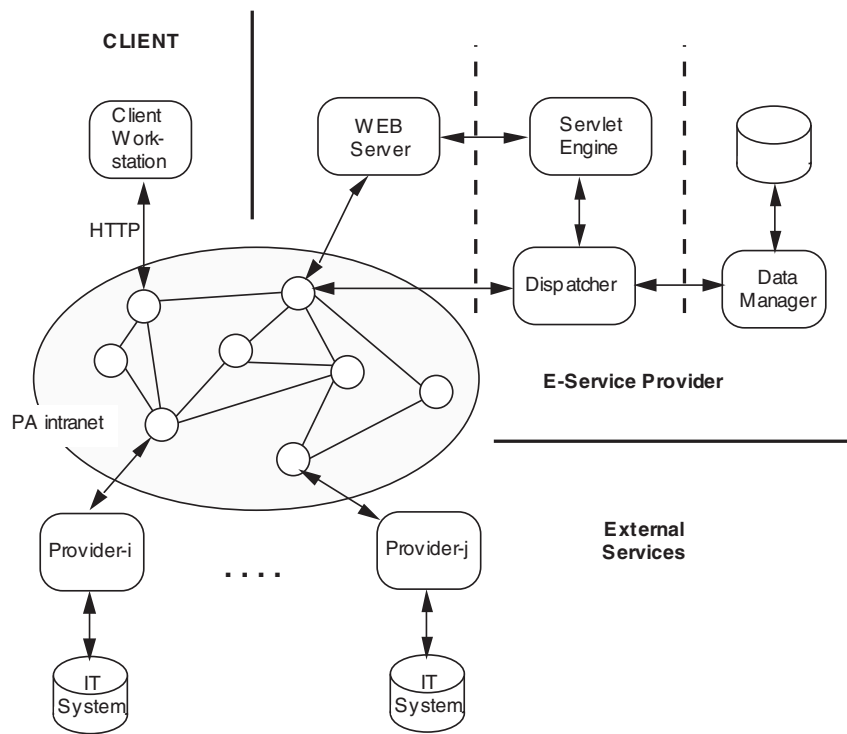 CLIENT
Client
Work-
station
WEB
Server
Servlet
Engine
HTTP
Dispatcher
Data
Manager
E-Service Provider
PA intranet
External
Services
Provider-i
. . . .
Provider-j
IT
System
IT
System